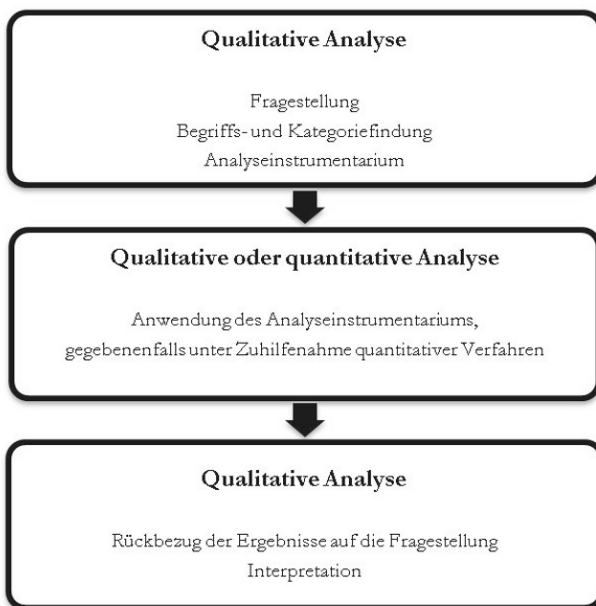 Qualitative Analyse
Fragestellung
Begriffs- und Kategoriefindung
Analyseinstrumentarium
Qualitative oder quantitative Analyse
Anwendung des Analyseinstrumentariums,
gegebenenfalls unter Zuhilfenahme quantitativer Verfahren
Qualitative Analyse
Rückbezug der Ergebnisse auf die Fragestellung
Interpretation